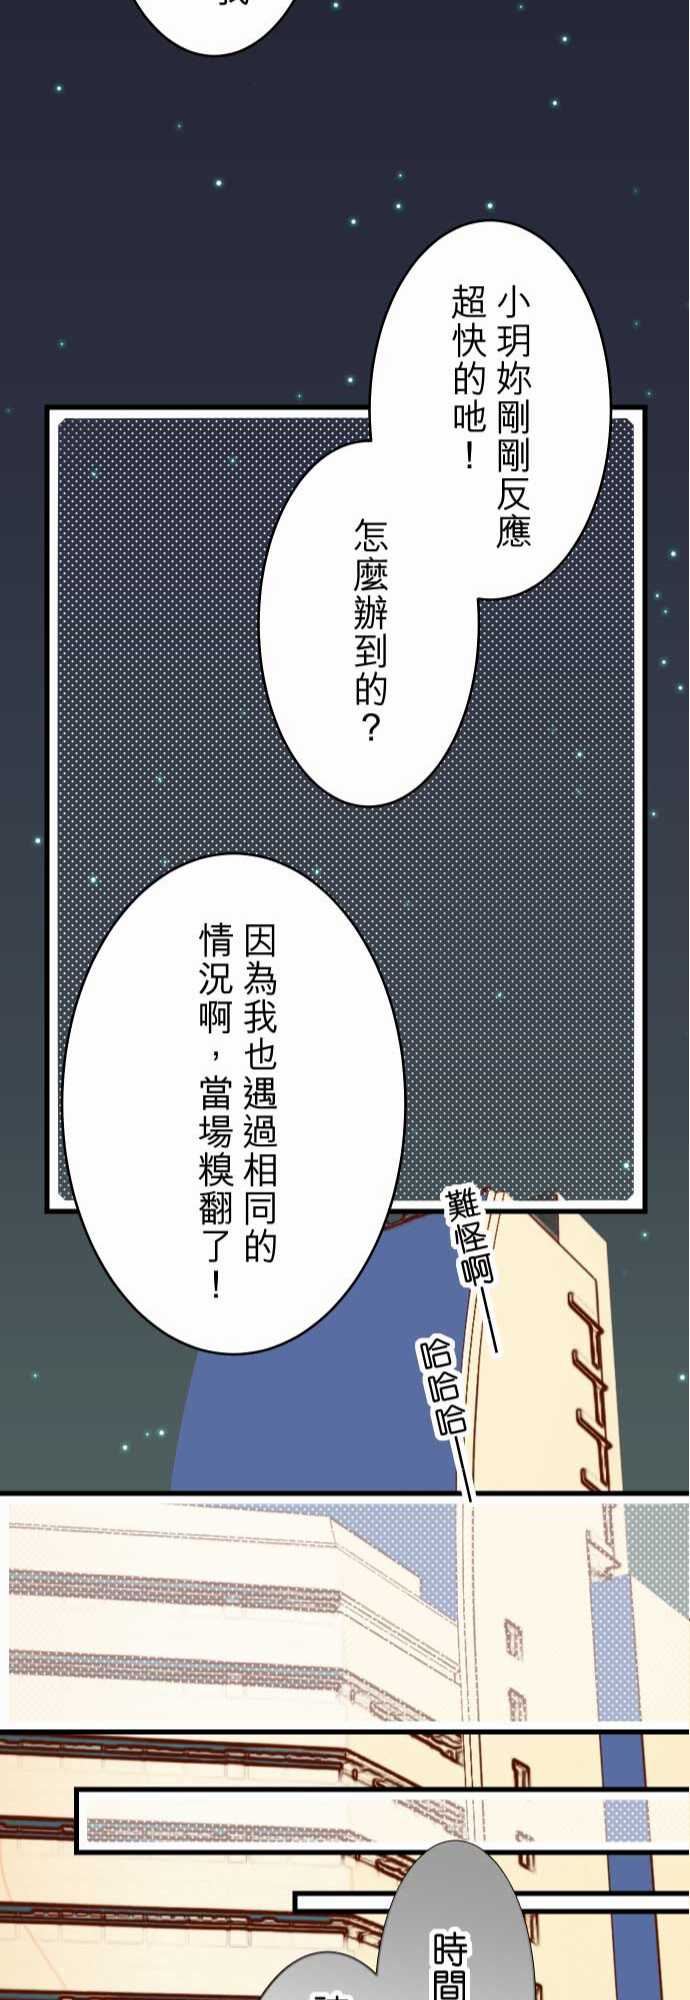 我
小玥妳剛剛反應
超快的吔！
怎麼辦到的？
因為我也遇過相同的
情況啊，當場糗翻了！
難怪啊—
哈哈哈—
時間